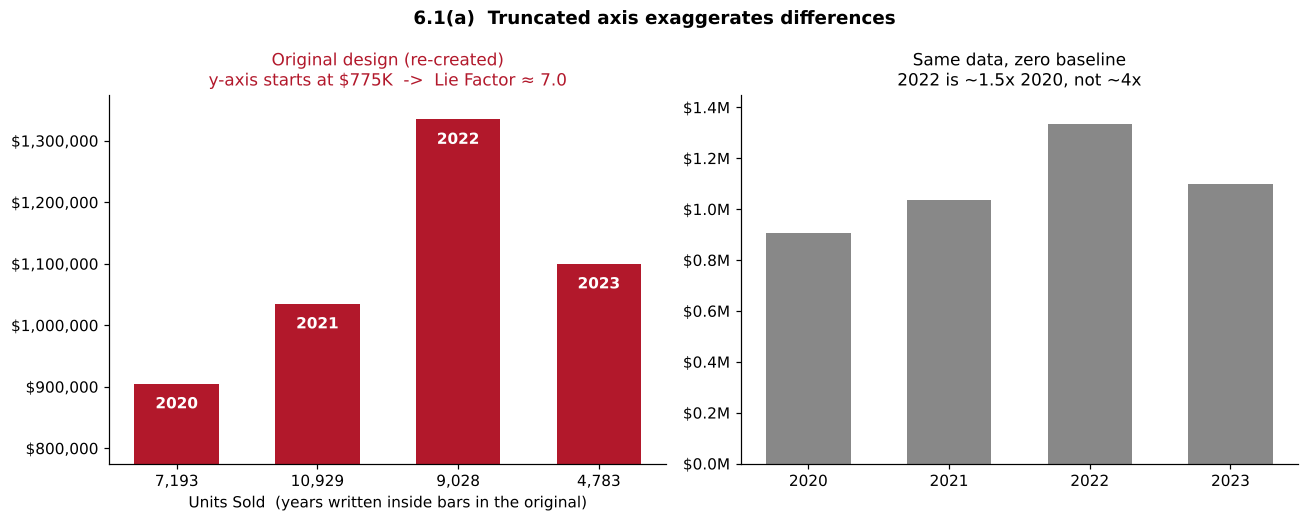 6.1(a)  Truncated axis exaggerates differences
Original design (re-created)
y-axis starts at $775K  ->  Lie Factor ≈ 7.0
$1,300,000
$1,200,000
$1,100,000
$1,000,000
$900,000
$800,000
2020
2021
2022
2023
7,193
10,929
9,028
4,783
Units Sold  (years written inside bars in the original)
Same data, zero baseline
2022 is ~1.5x 2020, not ~4x
$1.4M
$1.2M
$1.0M
$0.8M
$0.6M
$0.4M
$0.2M
$0.0M
2020
2021
2022
2023